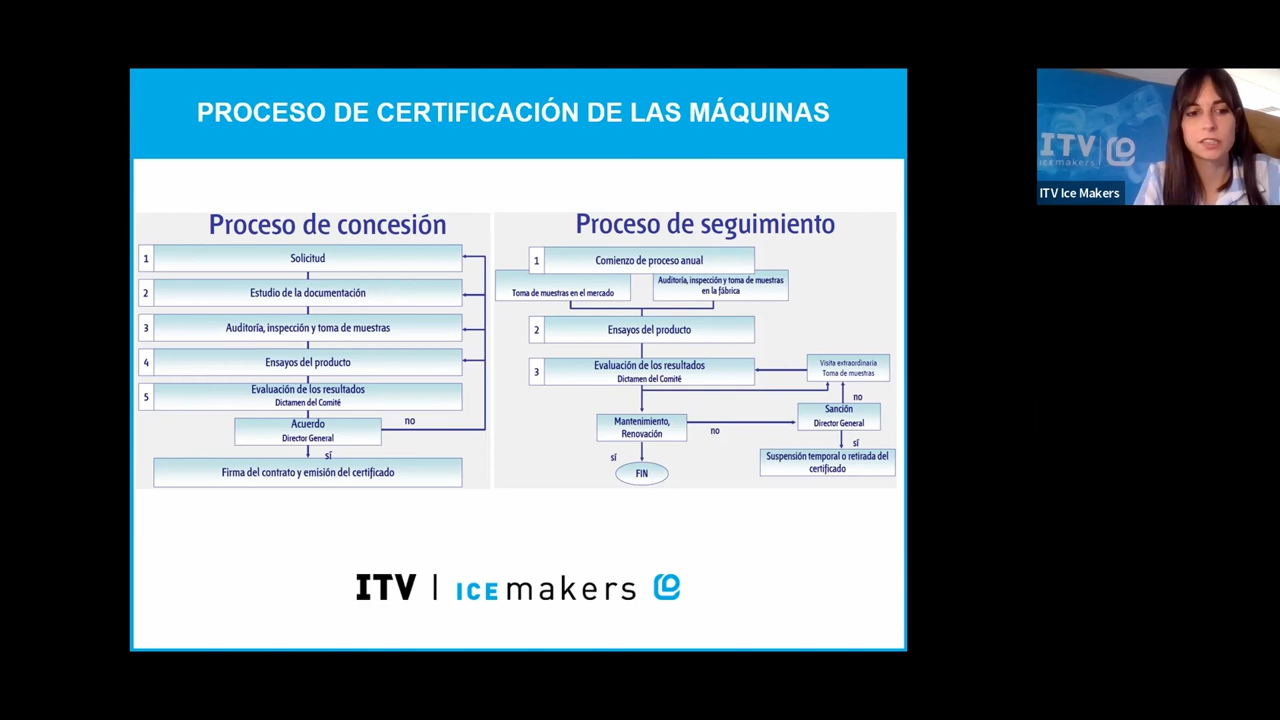 PROCESO DE CERTIFICACIÓN DE LAS MÁQUINAS
Proceso de concesión
1 Solicitud
2 Estudio de la documentación
3 Auditoría, inspección y toma de muestras
4 Ensayos del producto
5 Evaluación de los resultados
Dictamen del Comité
Acuerdo
Director General
no
sí
Firma del contrato y emisión del certificado
Proceso de seguimiento
1 Comienzo de proceso anual
Toma de muestras en el mercado
Auditoría, inspección y toma de muestras
en la fábrica
2 Ensayos del producto
3 Evaluación de los resultados
Dictamen del Comité
Visita extraordinaria
Toma de muestras
no
Sanción
Director General
Mantenimiento,
Renovación
no
sí
Suspensión temporal o retirada del
certificado
sí
FIN
ITV | ICEmakers
ITV
ICEmakers
ITV Ice Makers